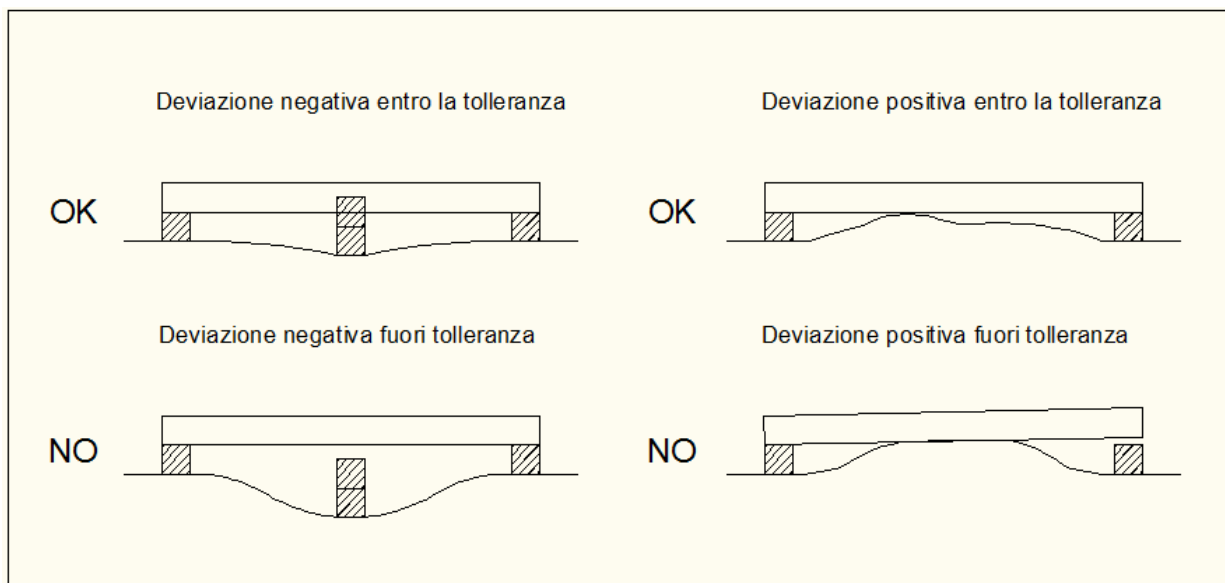 Deviazione negativa entro la tolleranza
Deviazione positiva entro la tolleranza
OK
OK
Deviazione negativa fuori tolleranza
Deviazione positiva fuori tolleranza
NO
NO